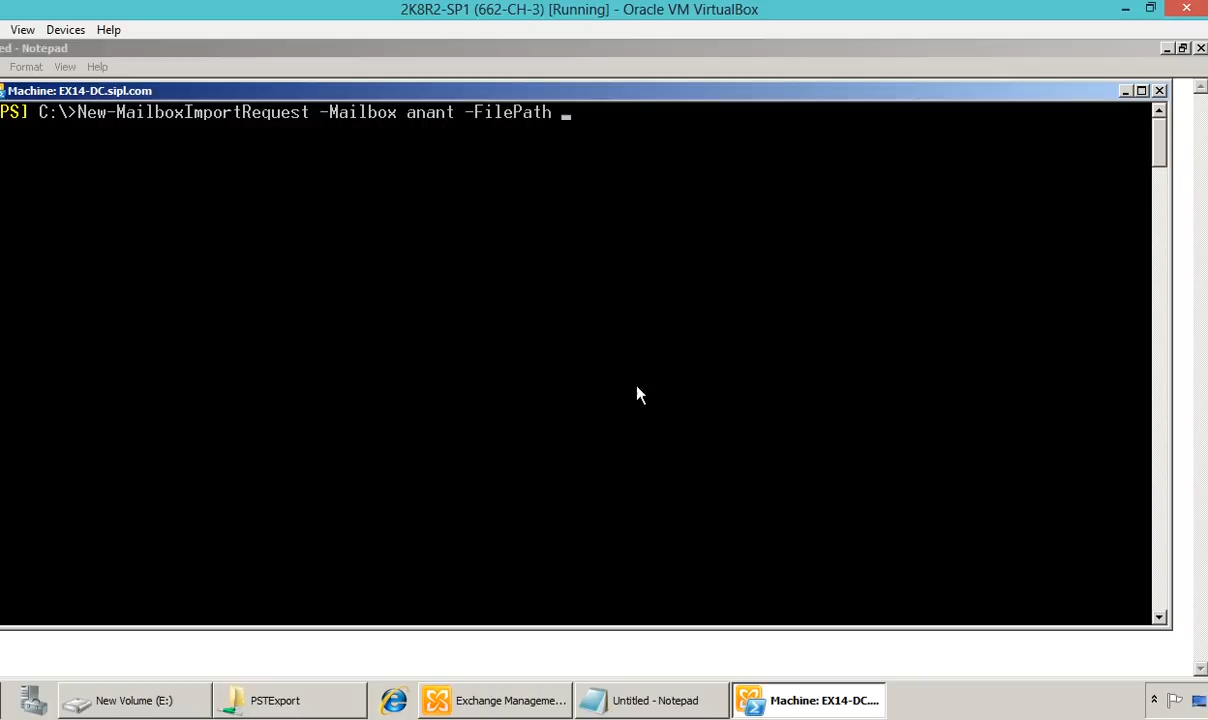 2K8R2-SP1 (662-CH-3) [Running] - Oracle VM VirtualBox
View Devices Help
ed - Notepad
Format View Help
Machine: EX14-DC.sipl.com
PS] C:\>New-MailboxImportRequest -Mailbox anant -FilePath
New Volume (E:) PSTExport Exchange Manageme... Untitled - Notepad Machine: EX14-DC....